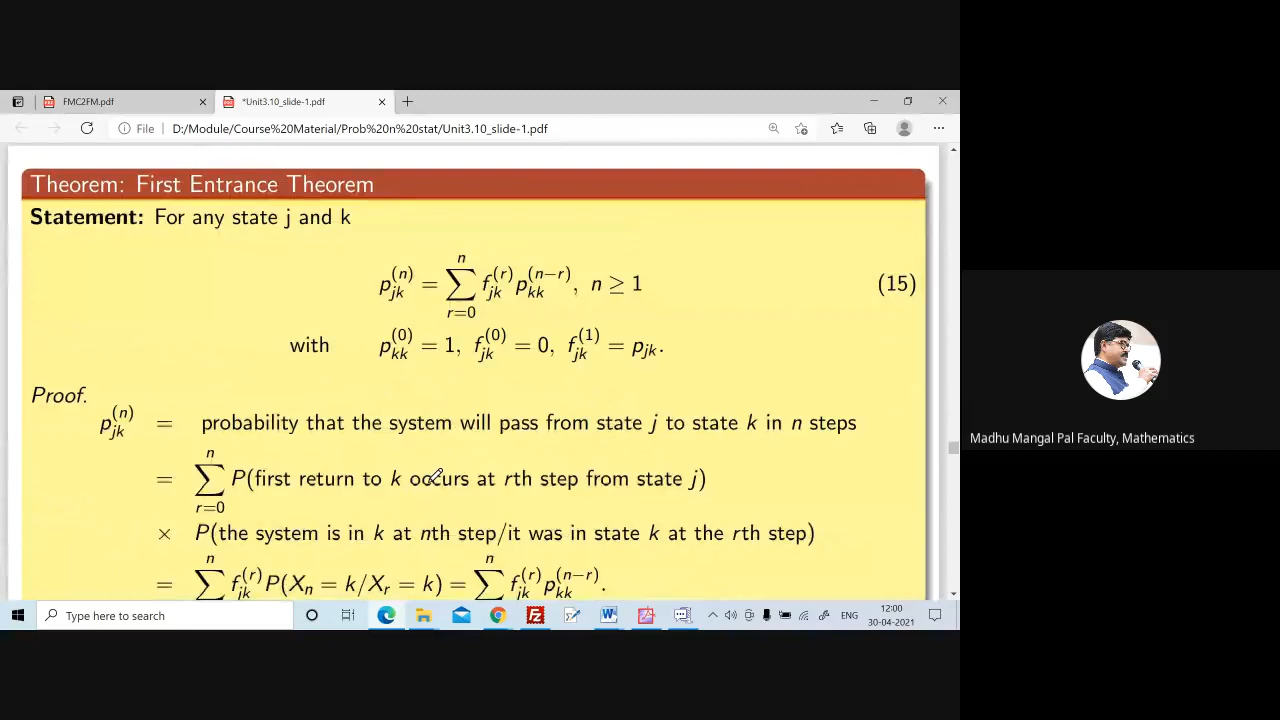 FMC2FM.pdf
*Unit3.10_slide-1.pdf
File D:/Module/Course%20Material/Prob%20n%20stat/Unit3.10_slide-1.pdf
Theorem: First Entrance Theorem
Statement: For any state j and k
p_{jk}^{(n)} = \sum_{r=0}^{n} f_{jk}^{(r)} p_{kk}^{(n-r)}, n ≥ 1 (15)
with p_{kk}^{(0)} = 1, f_{jk}^{(0)} = 0, f_{jk}^{(1)} = p_{jk}.
Proof.
p_{jk}^{(n)} = probability that the system will pass from state j to state k in n steps
= \sum_{r=0}^{n} P(first return to k occurs at rth step from state j)
× P(the system is in k at nth step/it was in state k at the rth step)
= \sum^{n} f_{jk}^{(r)} P(X_n = k/X_r = k) = \sum^{n} f_{jk}^{(r)} p_{kk}^{(n-r)}.
Madhu Mangal Pal Faculty, Mathematics
Type here to search
ENG
12:00
30-04-2021